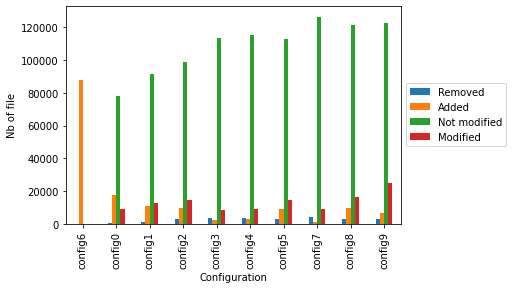 Nb of file
120000
100000
80000
60000
40000
20000
0
config6
config0
config1
config2
config3
config4
config5
config7
config8
config9
Configuration
Removed
Added
Not modified
Modified